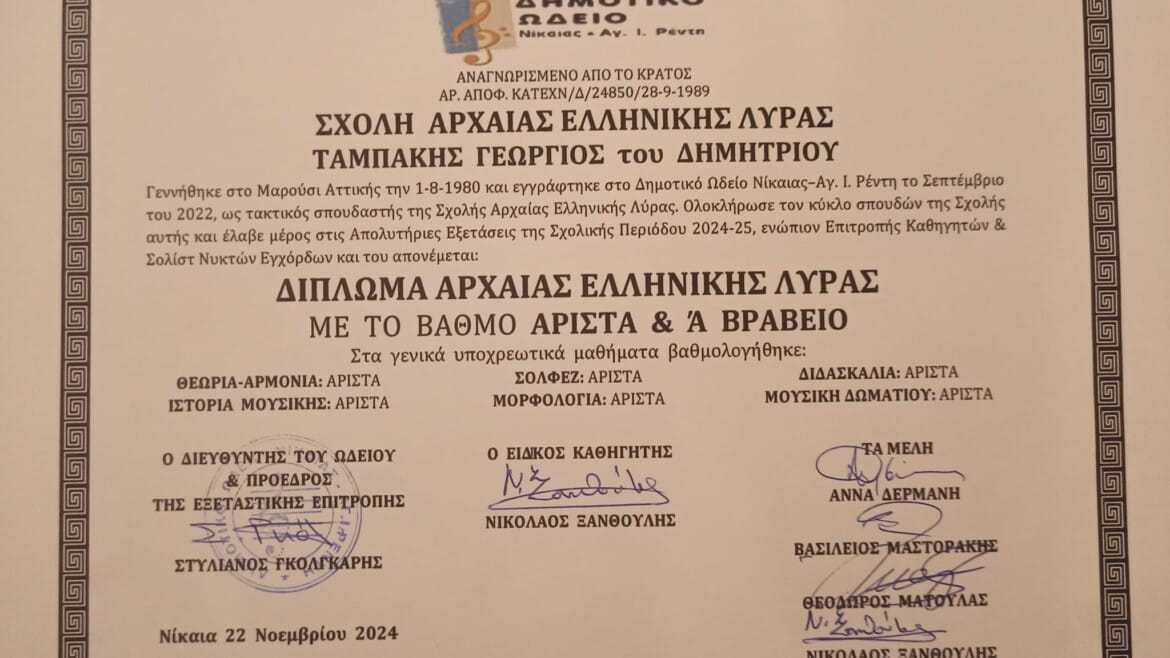 ΔΗΜΟΤΙΚΟ
ΩΔΕΙΟ
Νίκαιας - Αγ. Ι. Ρέντη
ΑΝΑΓΝΩΡΙΣΜΕΝΟ ΑΠΟ ΤΟ ΚΡΑΤΟΣ
ΑΡ. ΑΠΟΦ. ΚΑΤΕΧΝ/Δ/24850/28-9-1989
ΣΧΟΛΗ ΑΡΧΑΙΑΣ ΕΛΛΗΝΙΚΗΣ ΛΥΡΑΣ
ΤΑΜΠΑΚΗΣ ΓΕΩΡΓΙΟΣ του ΔΗΜΗΤΡΙΟΥ
Γεννήθηκε στο Μαρούσι Αττικής την 1-8-1980 και εγγράφτηκε στο Δημοτικό Ωδείο Νίκαιας–Αγ. Ι. Ρέντη το Σεπτέμβριο
του 2022, ως τακτικός σπουδαστής της Σχολής Αρχαίας Ελληνικής Λύρας. Ολοκλήρωσε τον κύκλο σπουδών της Σχολής
αυτής και έλαβε μέρος στις Απολυτήριες Εξετάσεις της Σχολικής Περιόδου 2024-25, ενώπιον Επιτροπής Καθηγητών &
Σολίστ Νυκτών Εγχόρδων και του απονέμεται:
ΔΙΠΛΩΜΑ ΑΡΧΑΙΑΣ ΕΛΛΗΝΙΚΗΣ ΛΥΡΑΣ
ΜΕ ΤΟ ΒΑΘΜΟ ΑΡΙΣΤΑ & Ά ΒΡΑΒΕΙΟ
Στα γενικά υποχρεωτικά μαθήματα βαθμολογήθηκε:
ΘΕΩΡΙΑ-ΑΡΜΟΝΙΑ: ΑΡΙΣΤΑ ΣΟΛΦΕΖ: ΑΡΙΣΤΑ ΔΙΔΑΣΚΑΛΙΑ: ΑΡΙΣΤΑ
ΙΣΤΟΡΙΑ ΜΟΥΣΙΚΗΣ: ΑΡΙΣΤΑ ΜΟΡΦΟΛΟΓΙΑ: ΑΡΙΣΤΑ ΜΟΥΣΙΚΗ ΔΩΜΑΤΙΟΥ: ΑΡΙΣΤΑ
Ο ΔΙΕΥΘΥΝΤΗΣ ΤΟΥ ΩΔΕΙΟΥ
& ΠΡΟΕΔΡΟΣ
ΤΗΣ ΕΞΕΤΑΣΤΙΚΗΣ ΕΠΙΤΡΟΠΗΣ
ΣΤΥΛΙΑΝΟΣ ΓΚΟΛΓΚΑΡΗΣ
Ο ΕΙΔΚΟΣ ΚΑΘΗΓΗΤΗΣ
ΝΙΚΟΛΑΟΣ ΞΑΝΘΟΥΛΗΣ
ΤΑ ΜΕΛΗ
ΑΝΝΑ ΔΕΡΜΑΝΗ
ΒΑΣΙΛΕΙΟΣ ΜΑΣΤΟΡΑΚΗΣ
ΘΕΟΔΩΡΟΣ ΜΑΤΟΥΛΑΣ
ΝΙΚΟΛΑΟΣ ΞΑΝΘΟΥΛΗΣ
Νίκαια 22 Νοεμβρίου 2024